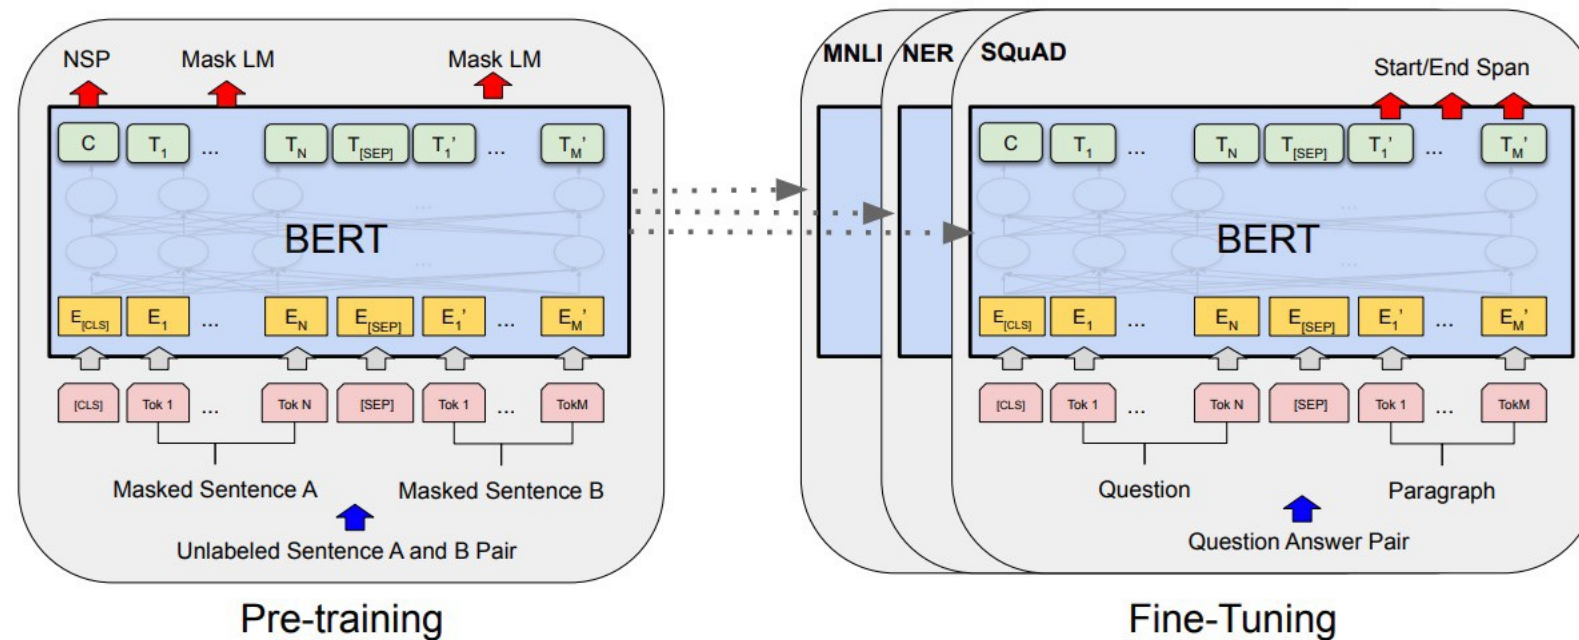 NSP Mask LM Mask LM
C T1 ... TN T[SEP] T1’ ... TM’
...
BERT
...
E[CLS] E1 ... EN E[SEP] E1’ ... EM’
[CLS] Tok 1 ... Tok N [SEP] Tok 1 ... TokM
Masked Sentence A Masked Sentence B
Unlabeled Sentence A and B Pair
Pre-training
MNLI NER SQuAD
Start/End Span
C T1 ... TN T[SEP] T1’ ... TM’
...
BERT
...
E[CLS] E1 ... EN E[SEP] E1’ ... EM’
[CLS] Tok 1 ... Tok N [SEP] Tok 1 ... TokM
Question Paragraph
Question Answer Pair
Fine-Tuning